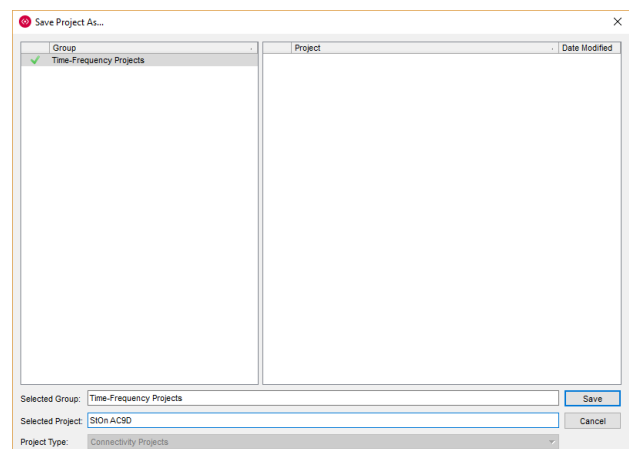 Save Project As...
Group Project Date Modified
Time-Frequency Projects
Selected Group: Time-Frequency Projects Save
Selected Project: StOn AC9D Cancel
Project Type: Connectivity Projects